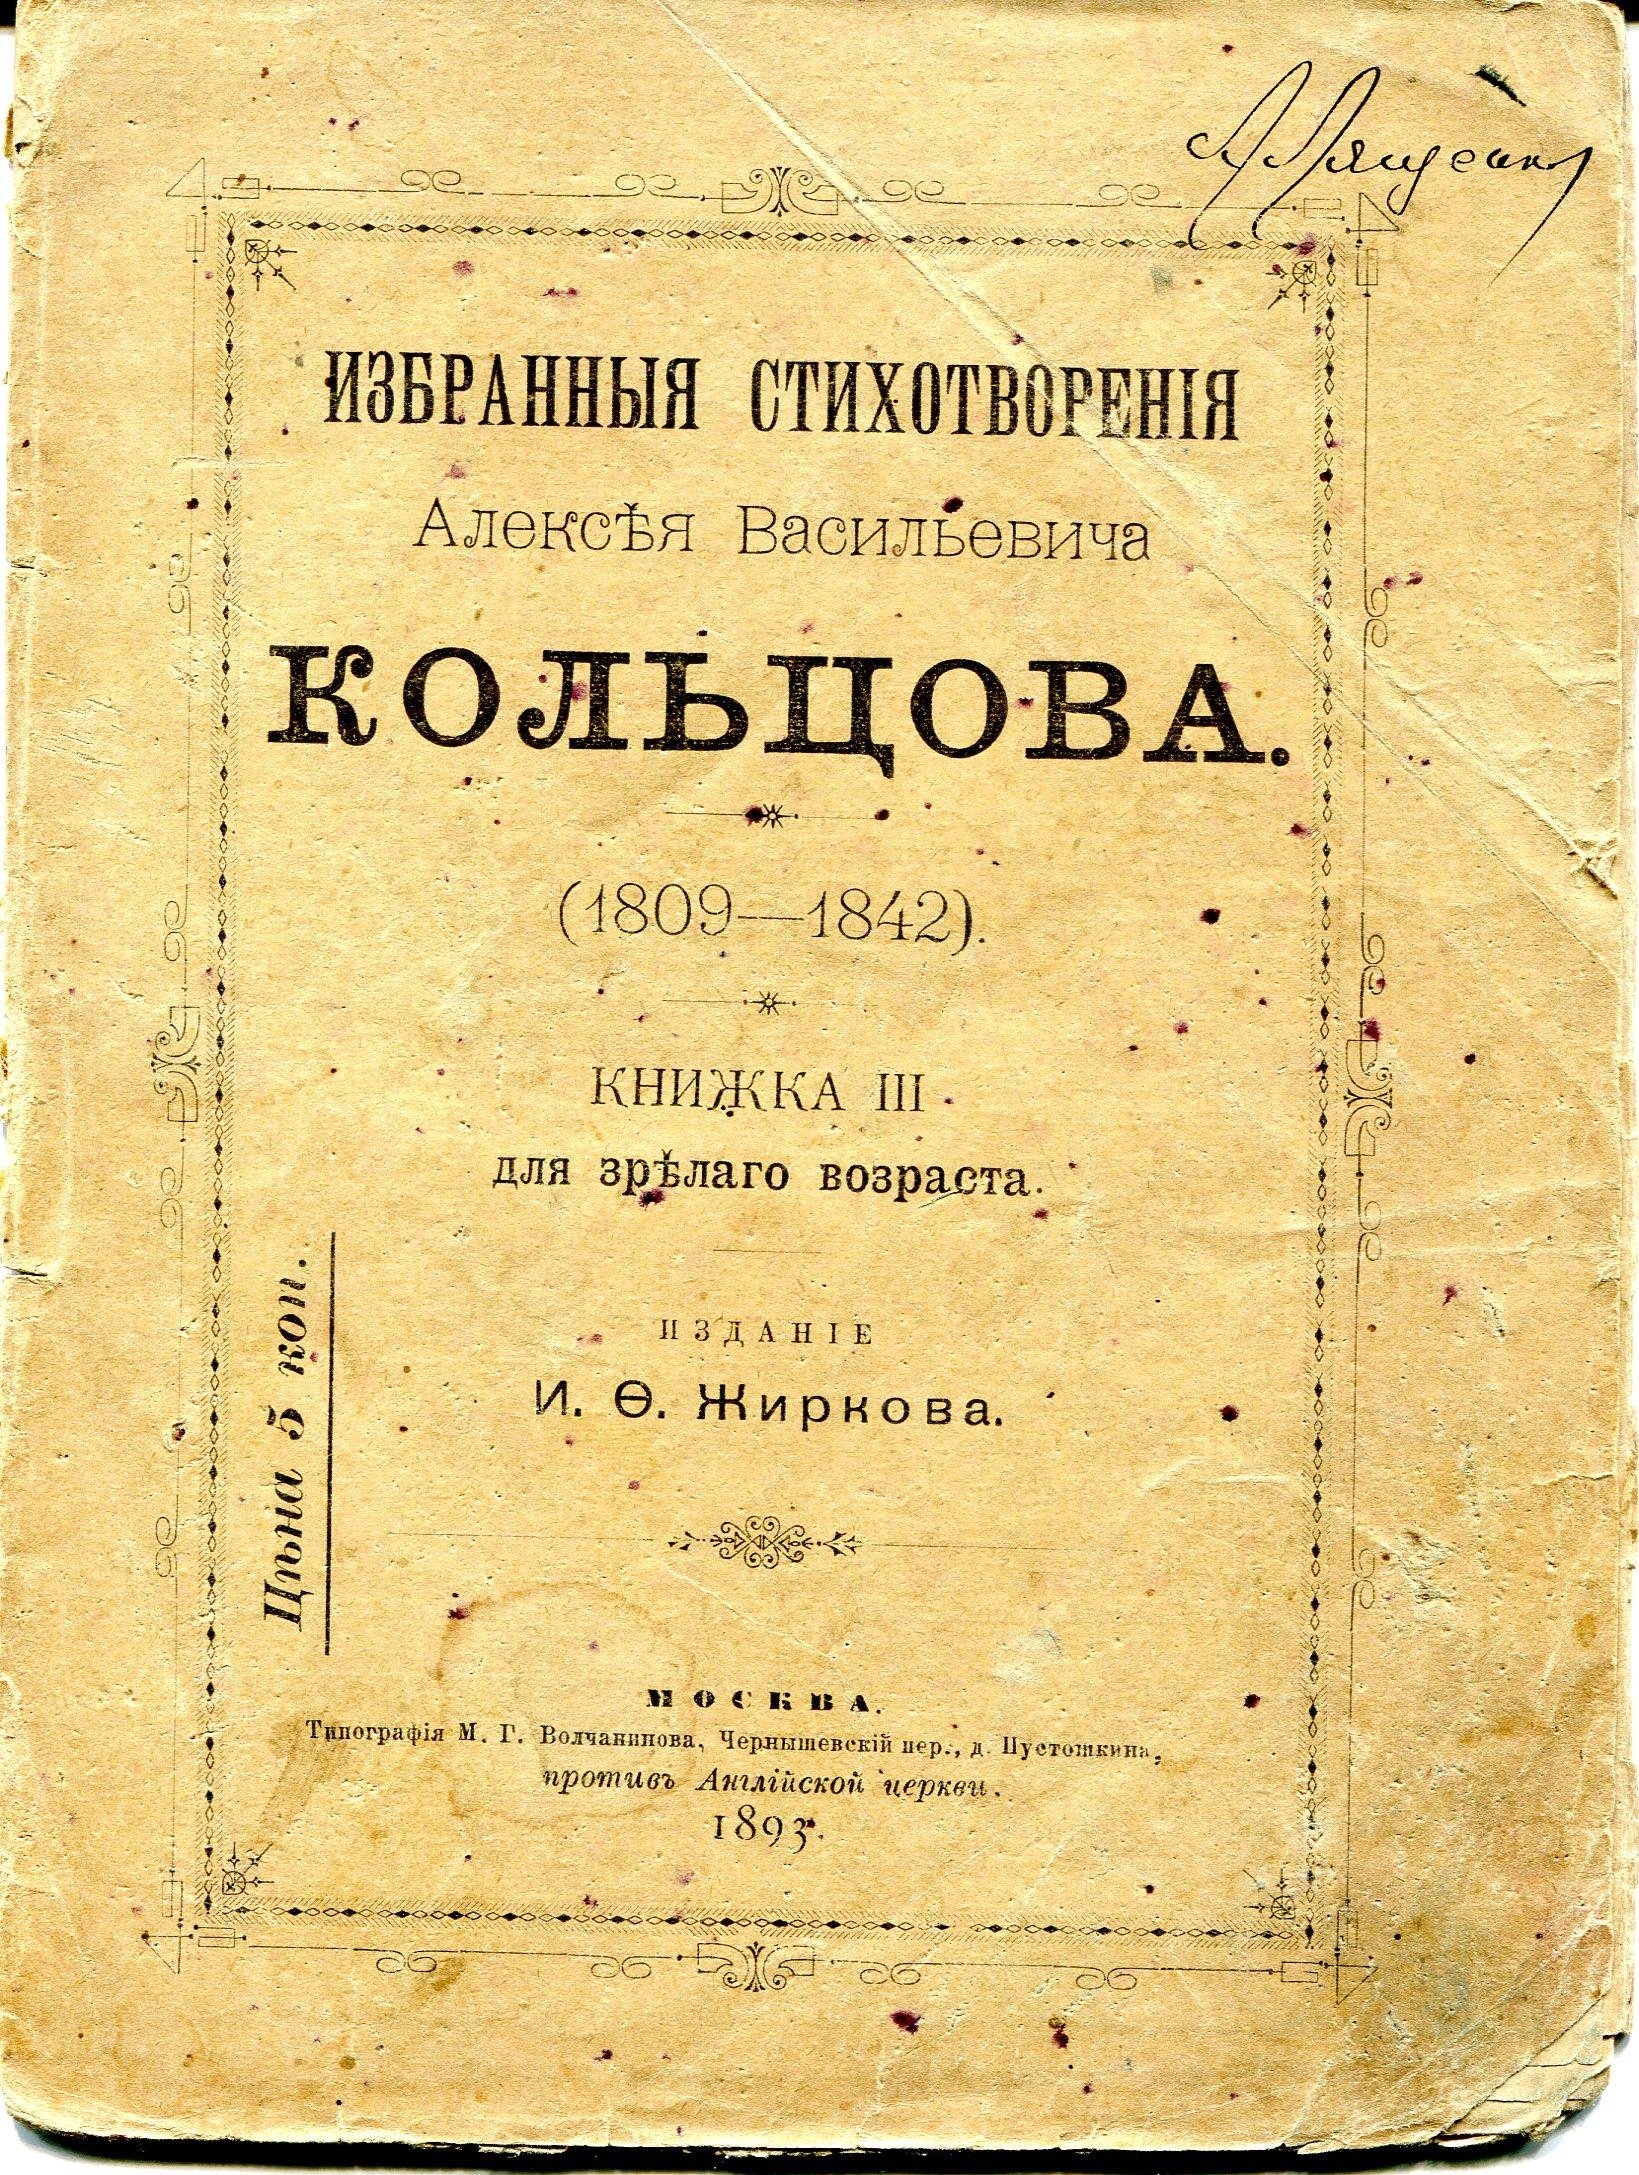 ИЗБРАННЫЯ СТИХОТВОРЕНІЯ
Алексѣя Васильевича
КОЛЬЦОВА.
(1809—1842).
КНИЖКА III
для зрѣлаго возраста.
Цѣна 5 коп.
ИЗДАНІЕ
И. Ѳ. Жиркова.
МОСКВА.
Типографія М. Г. Волчанинова, Чернышевскій пер., д. Пустошкина,
противъ Англійской церкви.
1893.